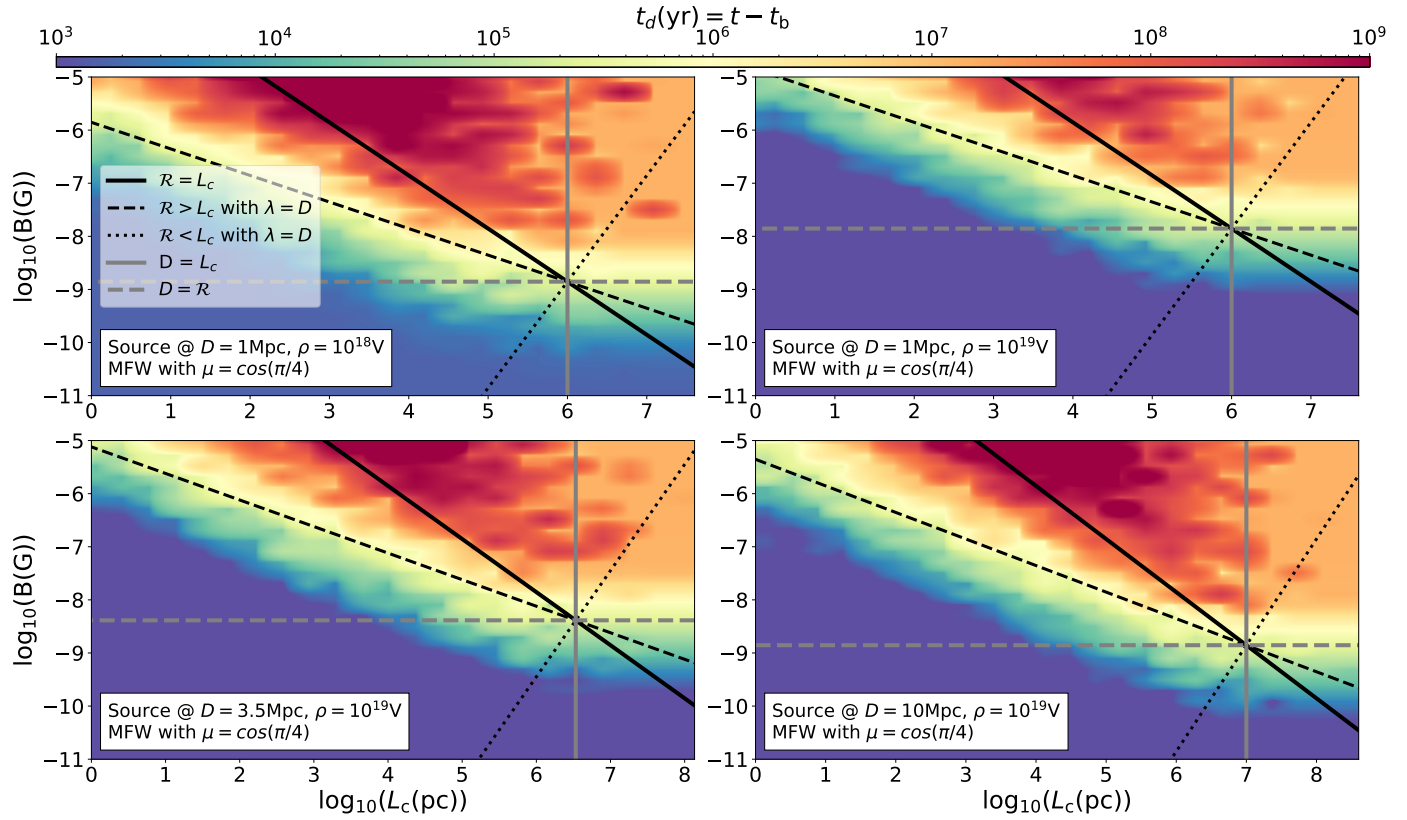 t_d(yr) = t − t_b
10^3 10^4 10^5 10^6 10^7 10^8 10^9
log_10(B(G))
−5
−6
−7
−8
−9
−10
−11
ℛ = L_c
ℛ > L_c with λ = D
ℛ < L_c with λ = D
D = L_c
D = ℛ
Source @ D = 1Mpc, ρ = 10^18V
MFW with μ = cos(π/4)
0 1 2 3 4 5 6 7
−5
−6
−7
−8
−9
−10
−11
Source @ D = 1Mpc, ρ = 10^19V
MFW with μ = cos(π/4)
0 1 2 3 4 5 6 7
log_10(B(G))
−5
−6
−7
−8
−9
−10
−11
Source @ D = 3.5Mpc, ρ = 10^19V
MFW with μ = cos(π/4)
0 1 2 3 4 5 6 7 8
log_10(L_c(pc))
−5
−6
−7
−8
−9
−10
−11
Source @ D = 10Mpc, ρ = 10^19V
MFW with μ = cos(π/4)
0 1 2 3 4 5 6 7 8
log_10(L_c(pc))